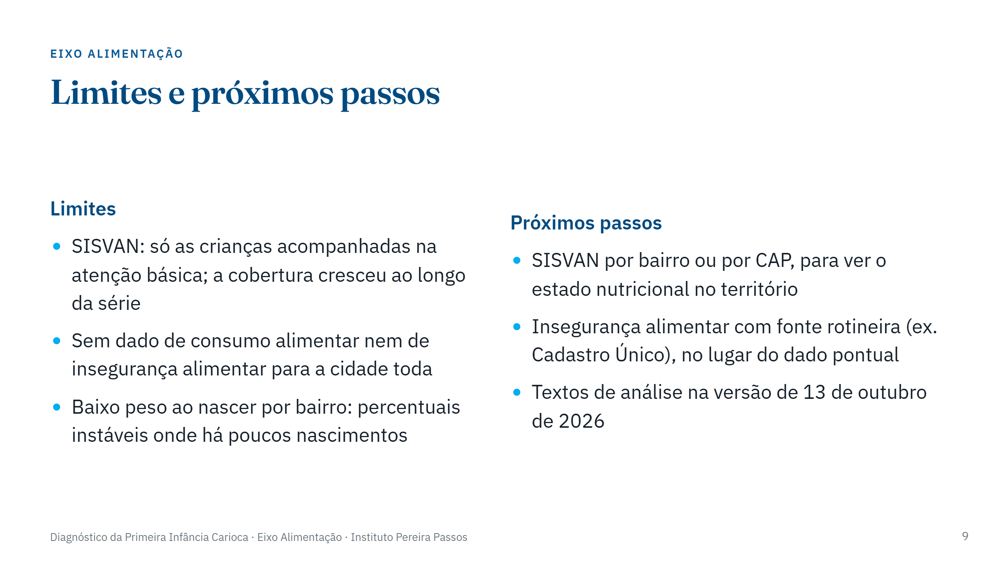 EIXO ALIMENTAÇÃO
Limites e próximos passos
Limites
• SISVAN: só as crianças acompanhadas na
atenção básica; a cobertura cresceu ao longo
da série
• Sem dado de consumo alimentar nem de
insegurança alimentar para a cidade toda
• Baixo peso ao nascer por bairro: percentuais
instáveis onde há poucos nascimentos
Próximos passos
• SISVAN por bairro ou por CAP, para ver o
estado nutricional no território
• Insegurança alimentar com fonte rotineira (ex.
Cadastro Único), no lugar do dado pontual
• Textos de análise na versão de 13 de outubro
de 2026
Diagnóstico da Primeira Infância Carioca · Eixo Alimentação · Instituto Pereira Passos
9